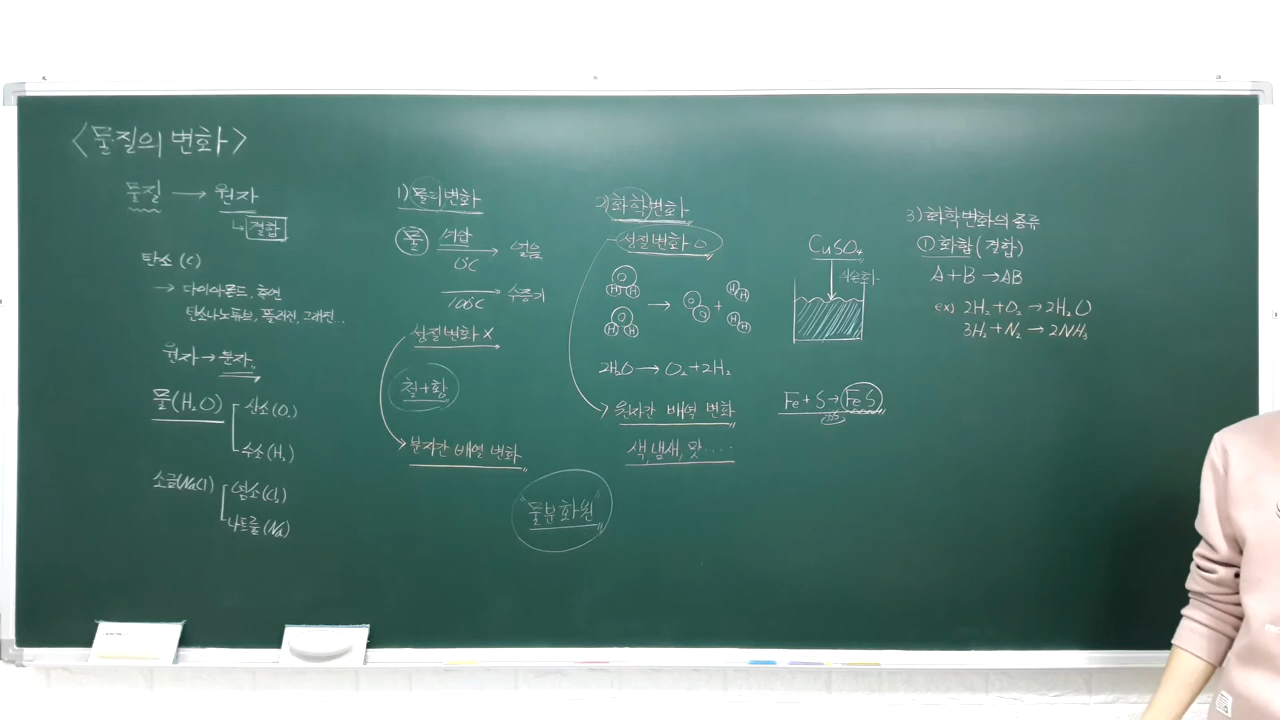 <물질의 변화>
물질 → 원자
↳ 결합
탄소 (C)
→ 다이아몬드, 흑연
탄소나노튜브, 풀러렌, 그래핀..
원자 → 분자
물(H₂O) 산소(O₂)
수소(H₂)
소금(NaCl) 염소(Cl₂)
나트륨(Na)
1) 물리변화
물 1기압 → 얼음
0℃
→ 수증기
100℃
성질변화 X
철+황
→ 분자간 배열 변화
"물분화원"
2) 화학변화
성질변화 O
O H H → O O + H H
O H H H H
2H₂O → O₂+2H₂
→ 원자간 배열 변화
색, 냄새, 맛‥‥
CuSO₄
Fe+S→FeS
3) 화학변화의 종류
① 화합 (결합)
A+B →AB
ex) 2H₂+O₂→2H₂O
3H₂+N₂→2NH₃